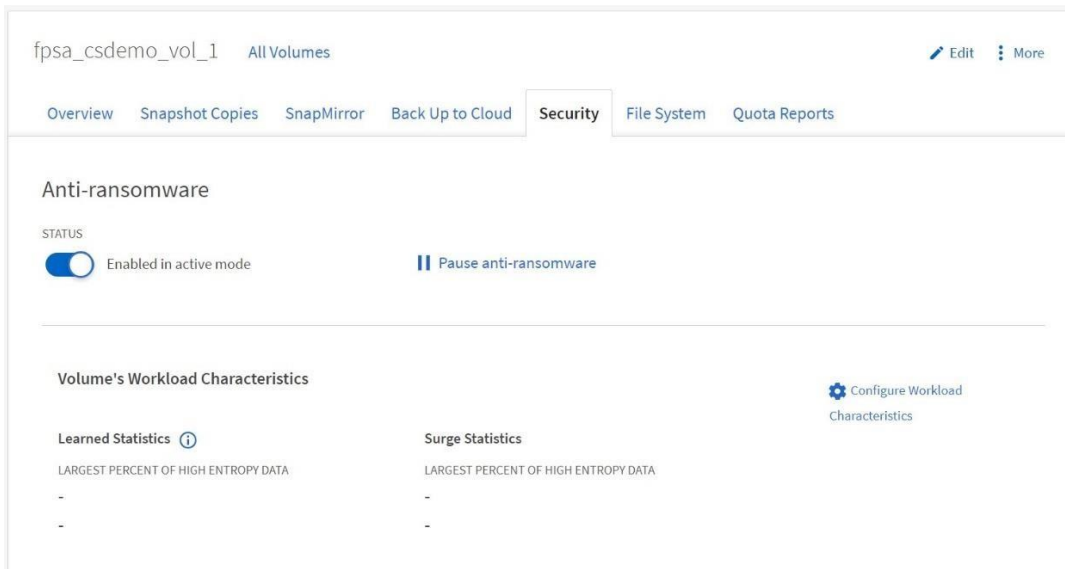 fpsa_csdemo_vol_1 All Volumes
Edit More
Overview Snapshot Copies SnapMirror Back Up to Cloud Security File System Quota Reports
Anti-ransomware
STATUS
Enabled in active mode
Pause anti-ransomware
Volume's Workload Characteristics
Configure Workload
Characteristics
Learned Statistics
LARGEST PERCENT OF HIGH ENTROPY DATA
-
-
Surge Statistics
LARGEST PERCENT OF HIGH ENTROPY DATA
-
-